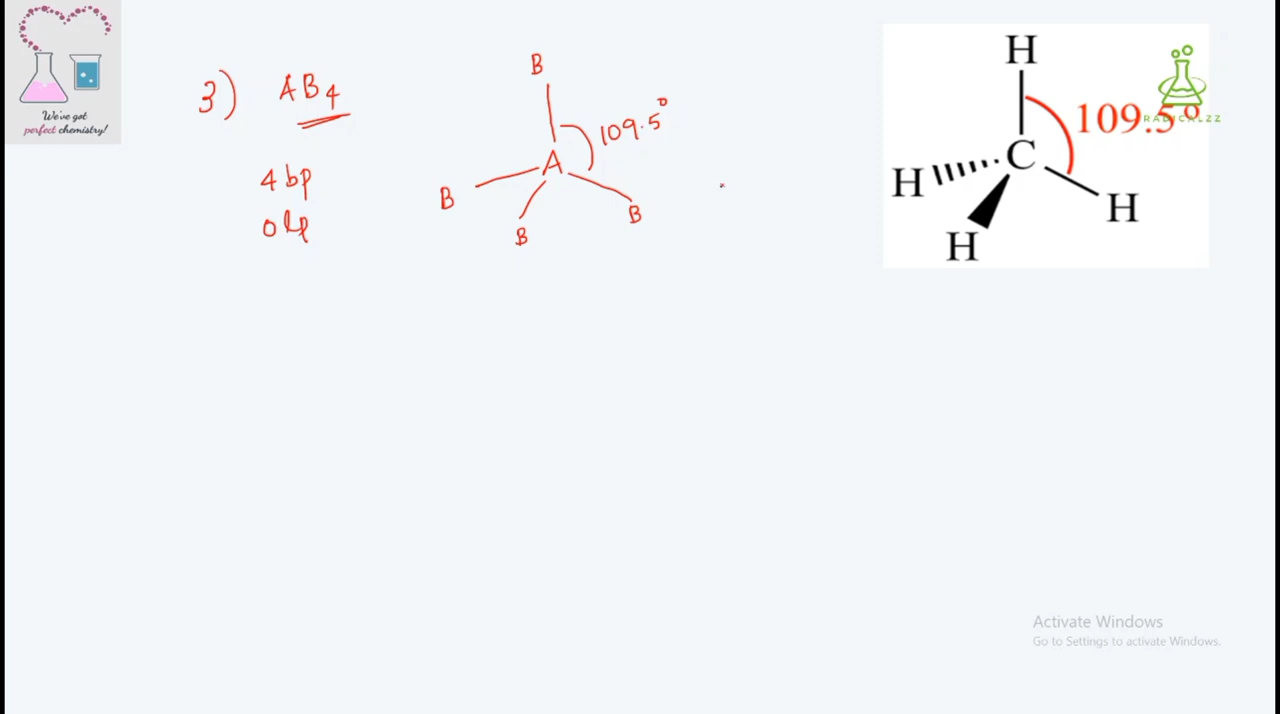 We've got
perfect chemistry!
3) AB4
4 bp
0 lp
B
109.5°
A
B
B
B
H
109.5°
RADICALZZ
C
H
H
H
Activate Windows
Go to Settings to activate Windows.